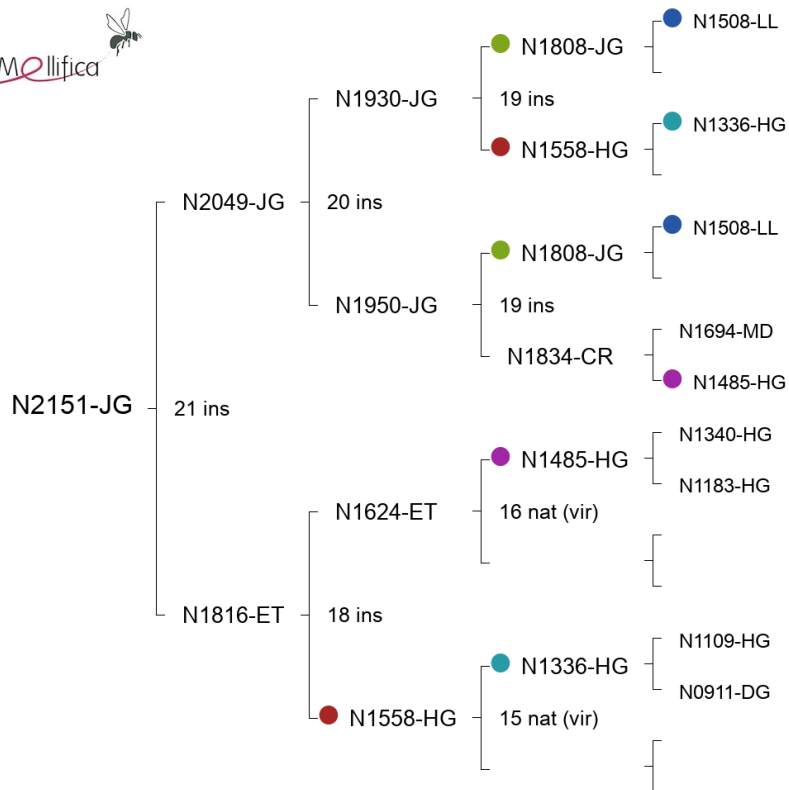 Mellifica
N1508-LL
N1808-JG
N1930-JG
19 ins
N1336-HG
N1558-HG
N2049-JG
20 ins
N1508-LL
N1808-JG
N1950-JG
19 ins
N1694-MD
N1834-CR
N1485-HG
N2151-JG
21 ins
N1340-HG
N1485-HG
N1183-HG
N1624-ET
16 nat (vir)
N1816-ET
18 ins
N1109-HG
N1336-HG
N0911-DG
N1558-HG
15 nat (vir)